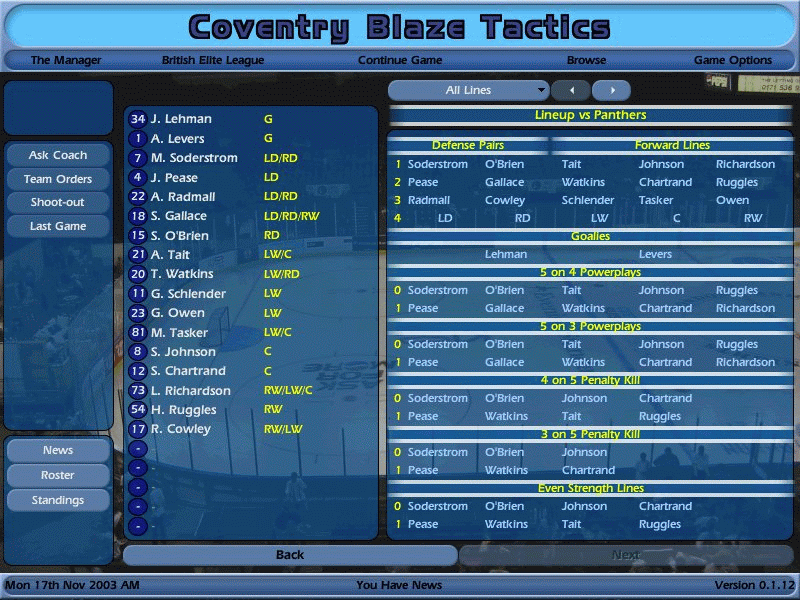 Coventry Blaze Tactics
The Manager British Elite League Continue Game Browse Game Options
All Lines
0171 536 9
Ask Coach
Team Orders
Shoot-out
Last Game
News
Roster
Standings
34 J. Lehman G
1 A. Levers G
7 M. Soderstrom LD/RD
4 J. Pease LD
22 A. Radmall LD/RD
18 S. Gallace LD/RD/RW
15 S. O'Brien RD
21 A. Tait LW/C
20 T. Watkins LW/RD
11 G. Schlender LW
23 G. Owen LW
81 M. Tasker LW/C
8 S. Johnson C
12 S. Chartrand C
73 L. Richardson RW/LW/C
54 H. Ruggles RW
17 R. Cowley RW/LW
-
-
-
-
-
Lineup vs Panthers
Defense Pairs Forward Lines
1 Soderstrom O'Brien Tait Johnson Richardson
2 Pease Gallace Watkins Chartrand Ruggles
3 Radmall Cowley Schlender Tasker Owen
4 LD RD LW C RW
Goalies
Lehman Levers
5 on 4 Powerplays
0 Soderstrom O'Brien Tait Johnson Ruggles
1 Pease Gallace Watkins Chartrand Richardson
5 on 3 Powerplays
0 Soderstrom O'Brien Tait Johnson Ruggles
1 Pease Gallace Watkins Chartrand Richardson
4 on 5 Penalty Kill
0 Soderstrom O'Brien Johnson Chartrand
1 Pease Watkins Tait Ruggles
3 on 5 Penalty Kill
0 Soderstrom O'Brien Johnson
1 Pease Watkins Chartrand
Even Strength Lines
0 Soderstrom O'Brien Johnson Chartrand
1 Pease Watkins Tait Ruggles
Back Next
Mon 17th Nov 2003 AM You Have News Version 0.1.12